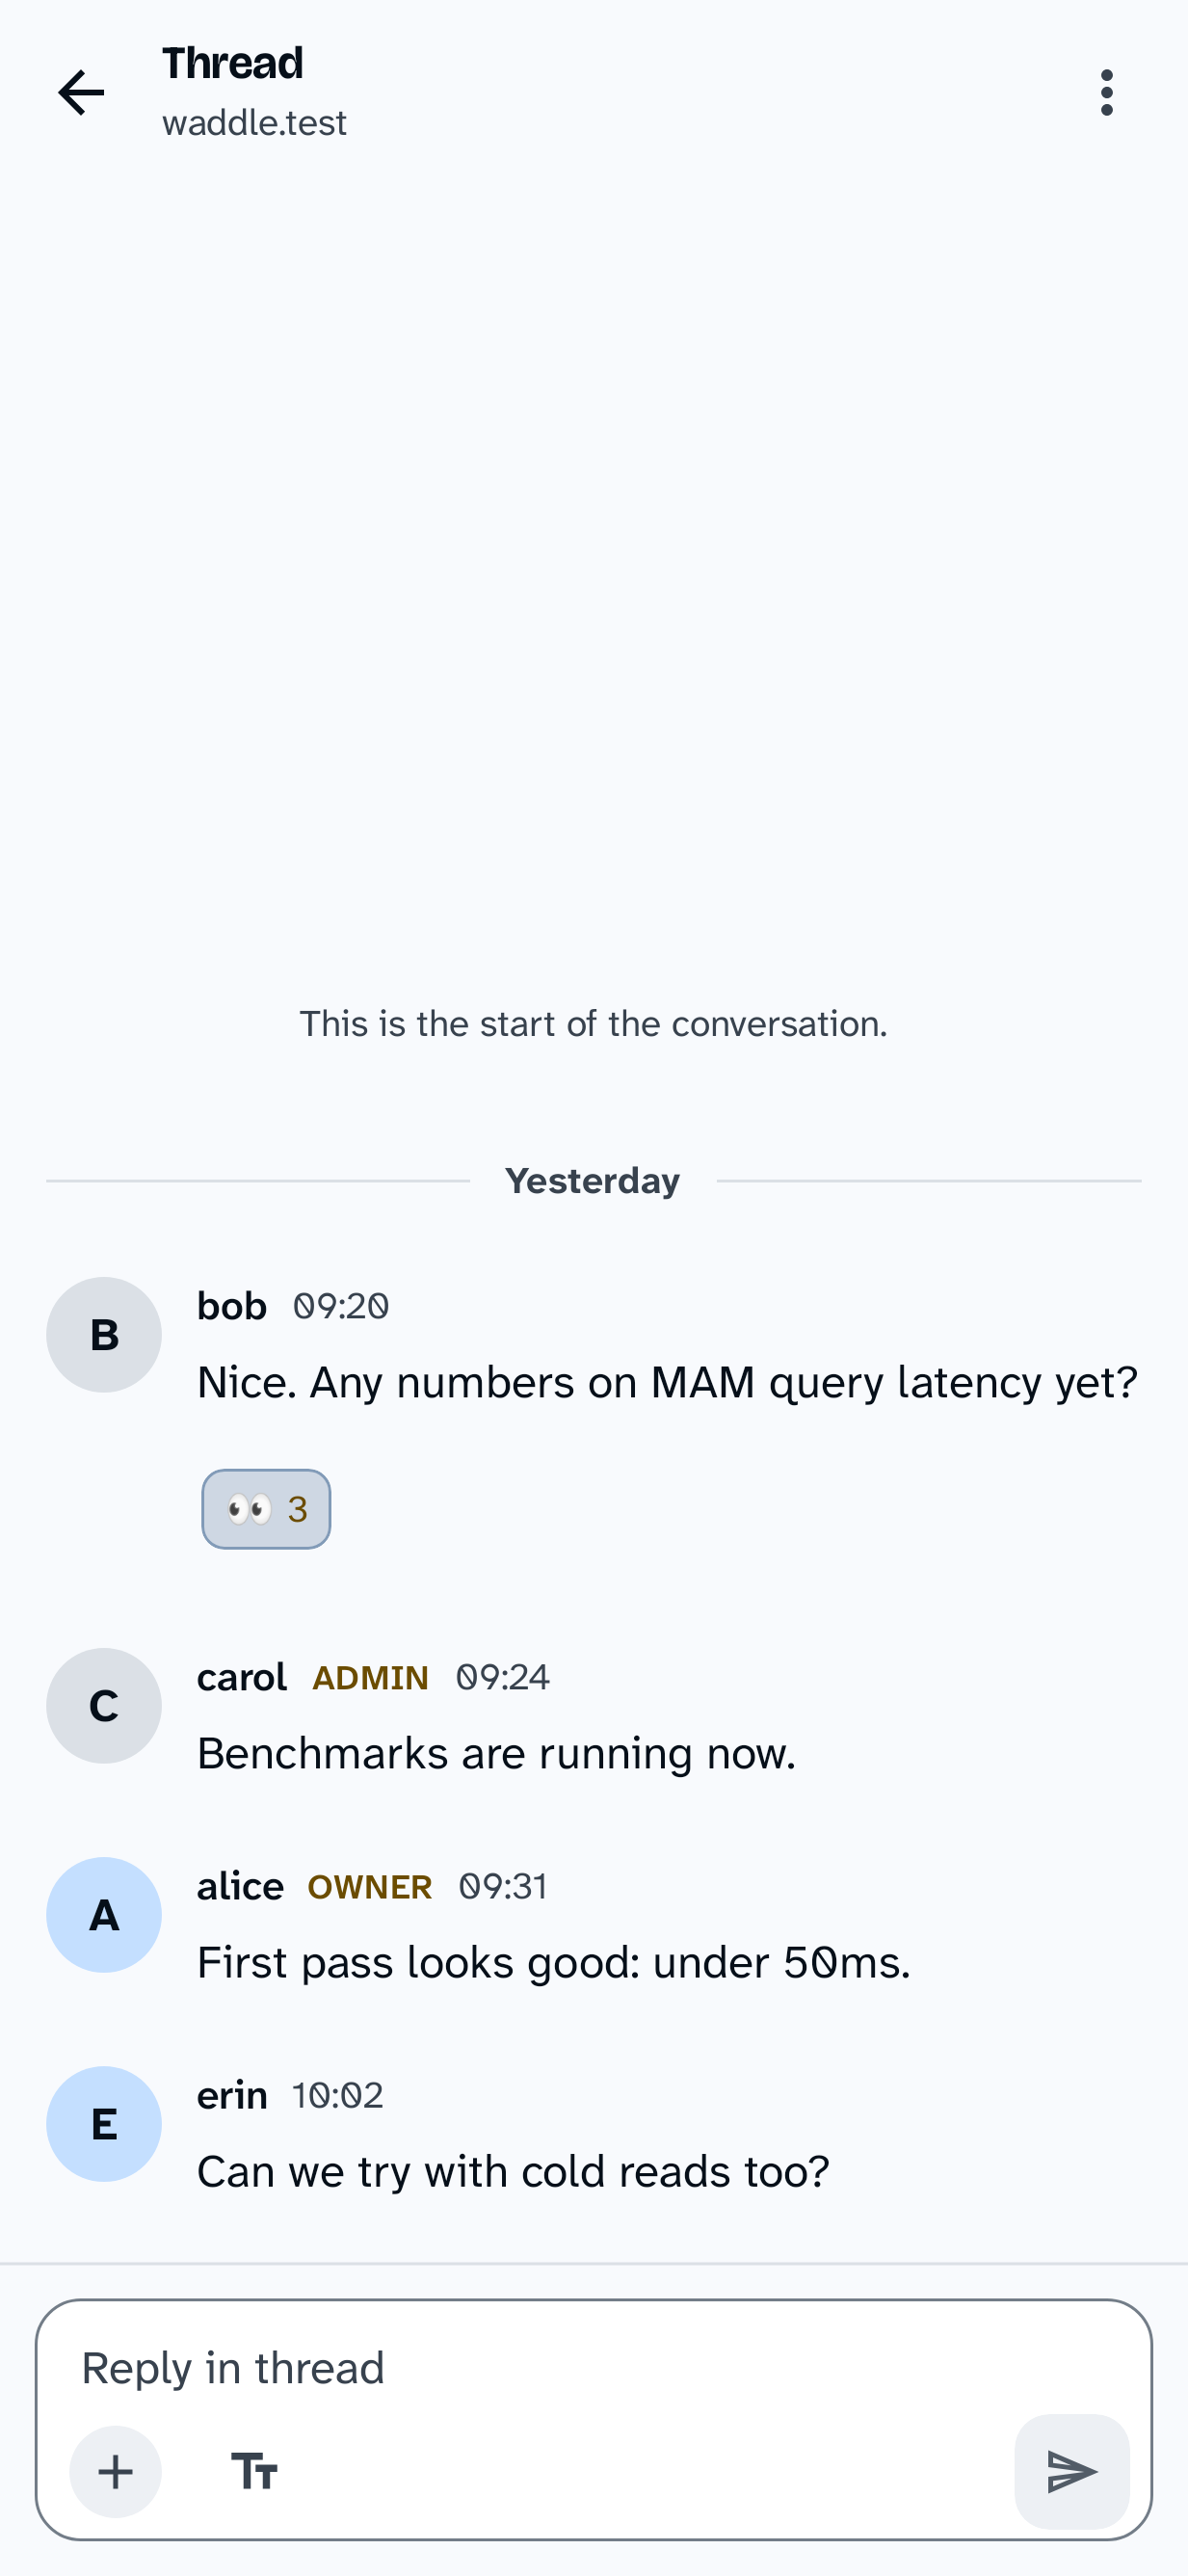 Thread
waddle.test
This is the start of the conversation.
Yesterday
B
bob 09:20
Nice. Any numbers on MAM query latency yet?
👀 3
C
carol ADMIN 09:24
Benchmarks are running now.
A
alice OWNER 09:31
First pass looks good: under 50ms.
E
erin 10:02
Can we try with cold reads too?
Reply in thread
Tт